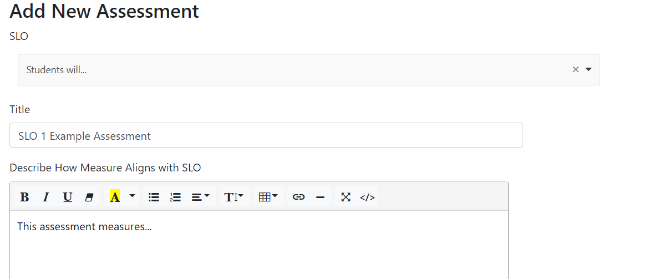 Add New Assessment
SLO
Students will...
Title
SLO 1 Example Assessment
Describe How Measure Aligns with SLO
B I U A T </>
This assessment measures...